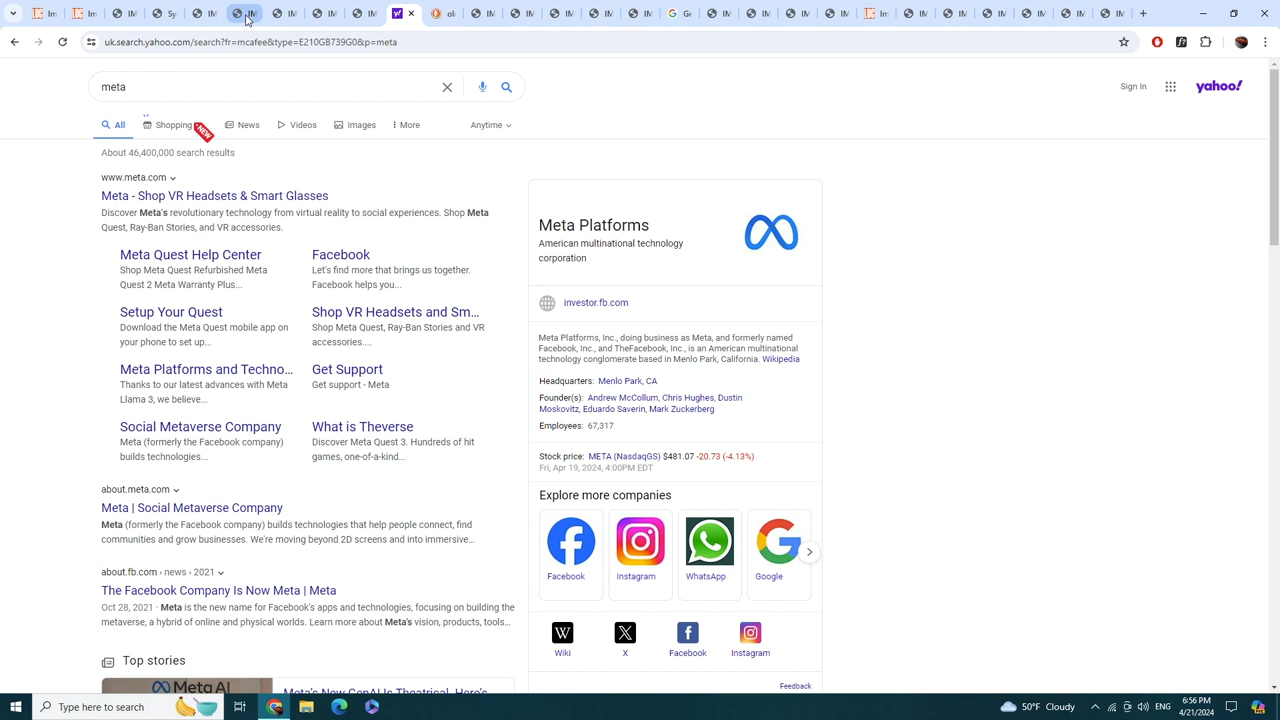 uk.search.yahoo.com/search?fr=mcafee&type=E210GB739G0&p=meta
meta
Sign In
yahoo!
All
Shopping
NEW
News
Videos
Images
More
Anytime
About 46,400,000 search results
www.meta.com
Meta - Shop VR Headsets & Smart Glasses
Discover Meta's revolutionary technology from virtual reality to social experiences. Shop Meta
Quest, Ray-Ban Stories, and VR accessories.
Meta Quest Help Center
Shop Meta Quest Refurbished Meta
Quest 2 Meta Warranty Plus...
Facebook
Let's find more that brings us together.
Facebook helps you...
Setup Your Quest
Download the Meta Quest mobile app on
your phone to set up...
Shop VR Headsets and Sm...
Shop Meta Quest, Ray-Ban Stories and VR
accessories....
Meta Platforms and Techno...
Thanks to our latest advances with Meta
Llama 3, we believe...
Get Support
Get support - Meta
Social Metaverse Company
Meta (formerly the Facebook company)
builds technologies...
What is Theverse
Discover Meta Quest 3. Hundreds of hit
games, one-of-a-kind...
about.meta.com
Meta | Social Metaverse Company
Meta (formerly the Facebook company) builds technologies that help people connect, find
communities and grow businesses. We're moving beyond 2D screens and into immersive...
about.fb.com › news › 2021
The Facebook Company Is Now Meta | Meta
Oct 28, 2021 · Meta is the new name for Facebook's apps and technologies, focusing on building the
metaverse, a hybrid of online and physical worlds. Learn more about Meta's vision, products, tools...
Top stories
Meta AI
Meta's New GenAI Is Theatrical. Here's
Meta Platforms
American multinational technology
corporation
investor.fb.com
Meta Platforms, Inc., doing business as Meta, and formerly named
Facebook, Inc., and TheFacebook, Inc., is an American multinational
technology conglomerate based in Menlo Park, California. Wikipedia
Headquarters: Menlo Park, CA
Founder(s): Andrew McCollum, Chris Hughes, Dustin
Moskovitz, Eduardo Saverin, Mark Zuckerberg
Employees: 67,317
Stock price: META (NasdaqGS) $481.07 -20.73 (-4.13%)
Fri, Apr 19, 2024, 4:00PM EDT
Explore more companies
Facebook
Instagram
WhatsApp
Google
Wiki
X
Facebook
Instagram
Feedback
Type here to search
50°F Cloudy
ENG
6:56 PM
4/21/2024